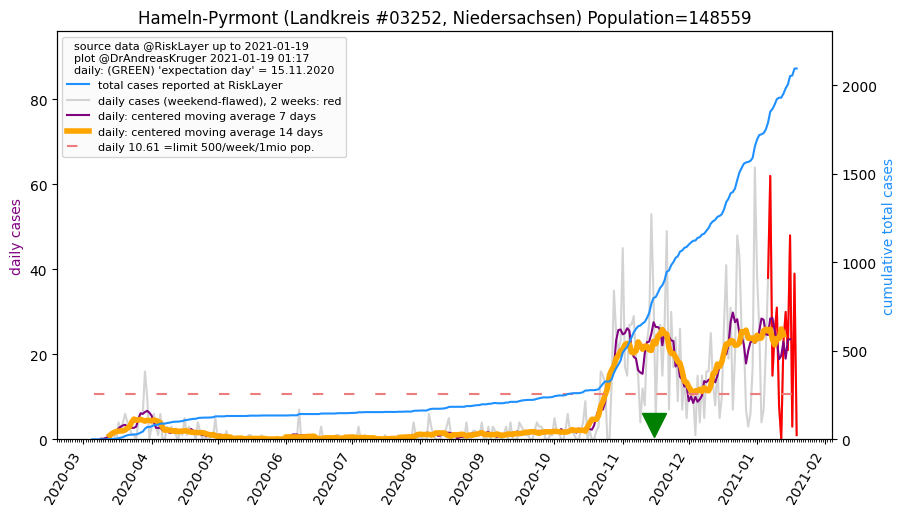 Hameln-Pyrmont (Landkreis #03252, Niedersachsen) Population=148559
source data @RiskLayer up to 2021-01-19
plot @DrAndreasKruger 2021-01-19 01:17
daily: (GREEN) 'expectation day' = 15.11.2020
total cases reported at RiskLayer
daily cases (weekend-flawed), 2 weeks: red
daily: centered moving average 7 days
daily: centered moving average 14 days
daily 10.61 =limit 500/week/1mio pop.
daily cases
80
60
40
20
0
cumulative total cases
2000
1500
1000
500
0
2020-03
2020-04
2020-05
2020-06
2020-07
2020-08
2020-09
2020-10
2020-11
2020-12
2021-01
2021-02